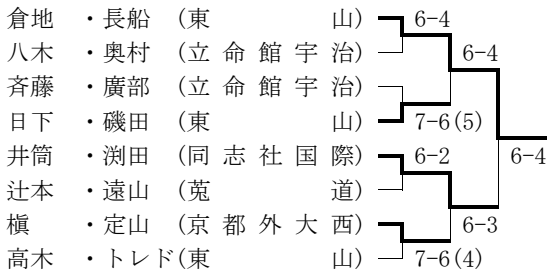 倉地 ・長船 (東 山) 6-4
八木 ・奥村 (立 命 館 宇 治) 6-4
斉藤 ・廣部 (立 命 館 宇 治)
日下 ・磯田 (東 山) 7-6(5)
6-4
井筒 ・渕田 (同 志 社 国 際) 6-2
辻本 ・遠山 (莵 道)
槇 ・定山 (京 都 外 大 西) 6-3
高木 ・トレド(東 山) 7-6(4)